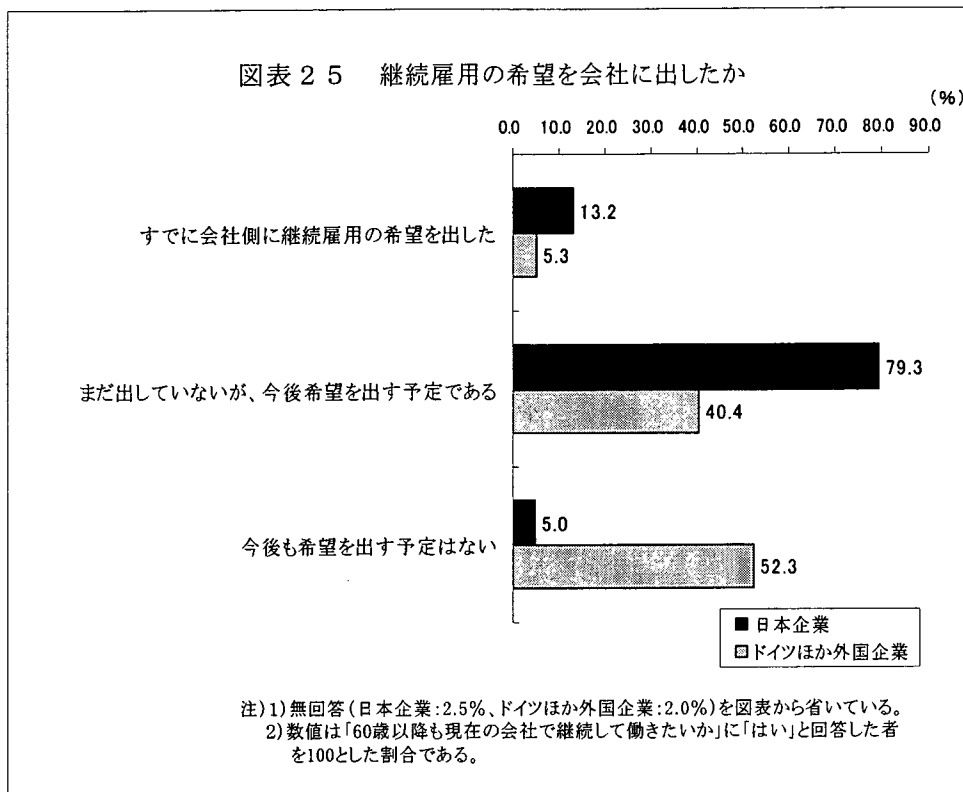 図表25 継続雇用の希望を会社に出したか
(%)
0.0 10.0 20.0 30.0 40.0 50.0 60.0 70.0 80.0 90.0
すでに会社側に継続雇用の希望を出した
13.2
5.3
まだ出していないが、今後希望を出す予定である
79.3
40.4
今後も希望を出す予定はない
5.0
52.3
日本企業
ドイツほか外国企業
注)1)無回答(日本企業:2.5%、ドイツほか外国企業:2.0%)を図表から省いている。
2)数値は「60歳以降も現在の会社で継続して働きたいか」に「はい」と回答した者
を100とした割合である。